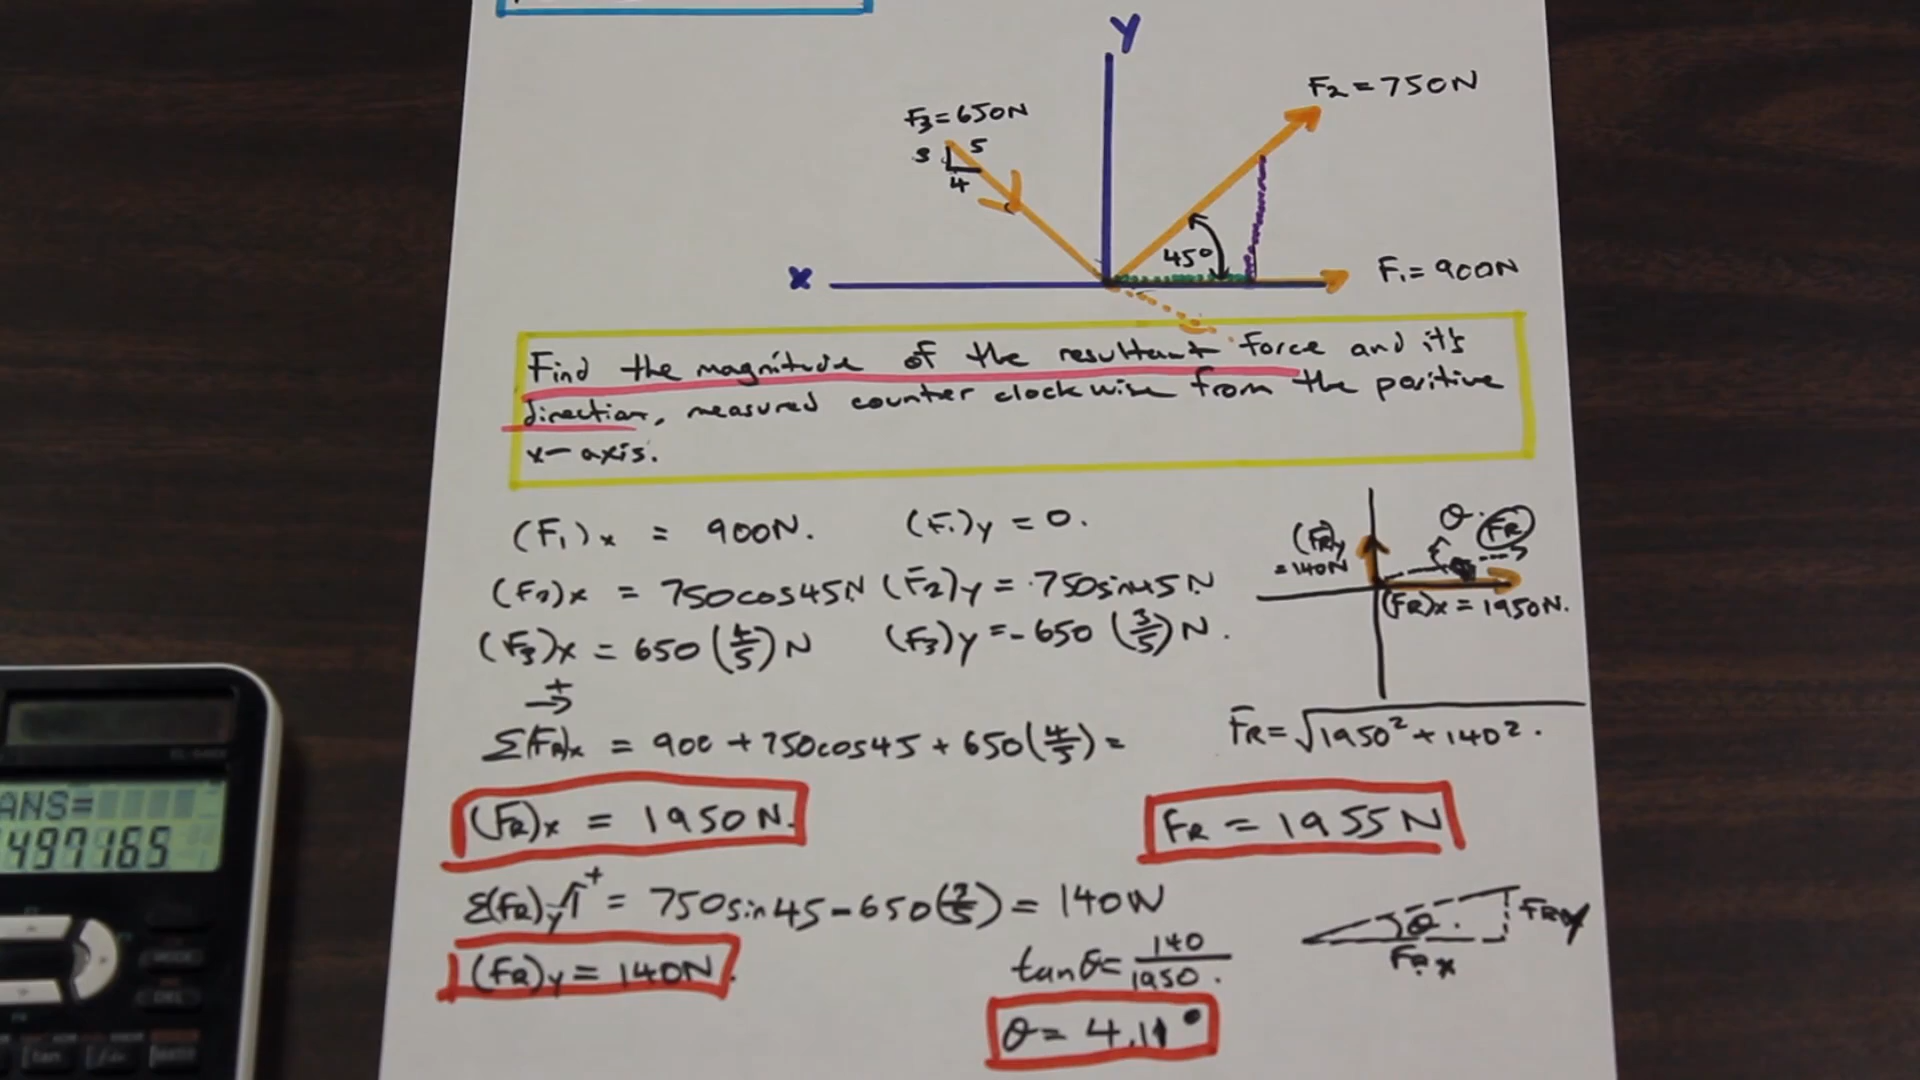 Y
F₂ = 750N
F₃ = 650N
3
5
4
45°
x
F₁ = 900N
Find the magnitude of the resultant force and it's
direction, measured counter clockwise from the positive
x-axis.
(F₁)x = 900N. (F₁)y = 0.
(F₂)x = 750cos45N (F₂)y = 750sin45N
(F₃)x = 650(4/5)N (F₃)y = -650(3/5)N.
θ
FR
(FR)y
= 140N
(FR)x = 1950N.
→+
Σ(FR)x = 900 + 750cos45 + 650(4/5) =
FR = √1950² + 140².
(FR)x = 1950N.
FR = 1955N
Σ(FR)y↑+ = 750sin45 - 650(3/5) = 140N
(FR)y = 140N.
tanθ = 140/1950.
θ
FRy
FRx
θ = 4.11°
ANS=
497165
tan
DEL